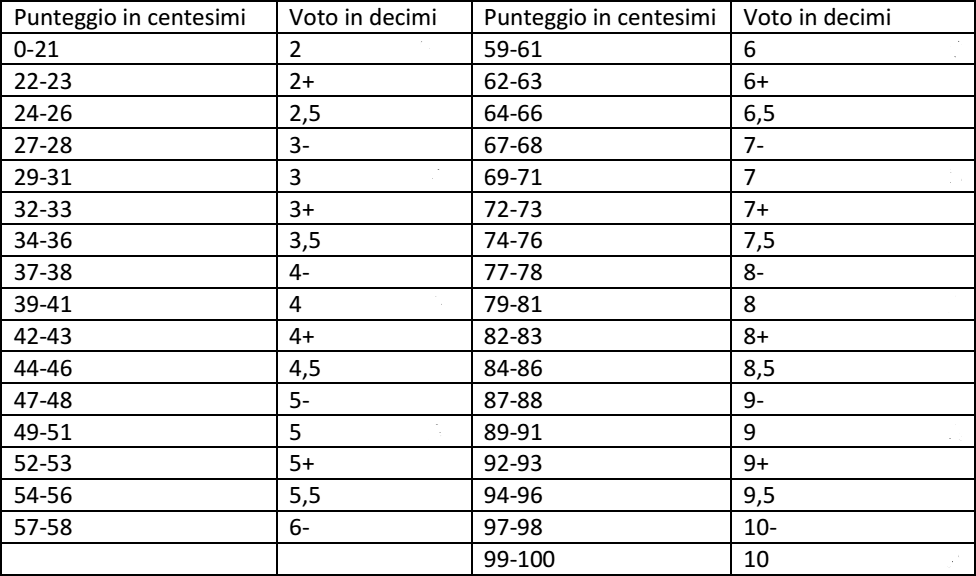 Punteggio in centesimi Voto in decimi Punteggio in centesimi Voto in decimi
0-21 2 59-61 6
22-23 2+ 62-63 6+
24-26 2,5 64-66 6,5
27-28 3- 67-68 7-
29-31 3 69-71 7
32-33 3+ 72-73 7+
34-36 3,5 74-76 7,5
37-38 4- 77-78 8-
39-41 4 79-81 8
42-43 4+ 82-83 8+
44-46 4,5 84-86 8,5
47-48 5- 87-88 9-
49-51 5 89-91 9
52-53 5+ 92-93 9+
54-56 5,5 94-96 9,5
57-58 6- 97-98 10-
99-100 10